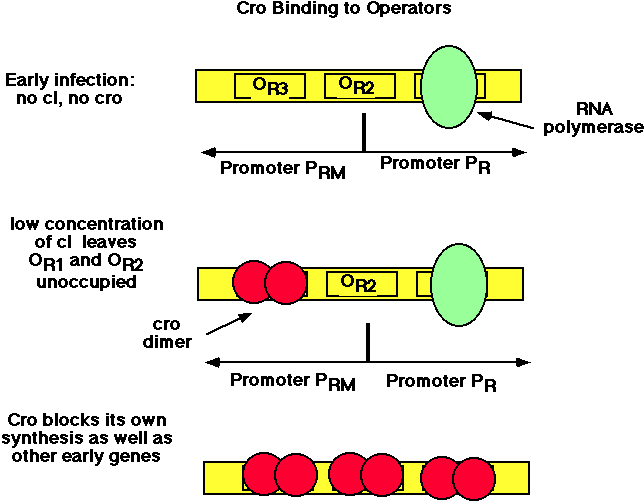 Cro Binding to Operators
Early infection:
no cI, no cro
OR3
OR2
RNA
polymerase
Promoter PRM
Promoter PR
low concentration
of cI leaves
OR1 and OR2
unoccupied
OR2
cro
dimer
Promoter PRM
Promoter PR
Cro blocks its own
synthesis as well as
other early genes